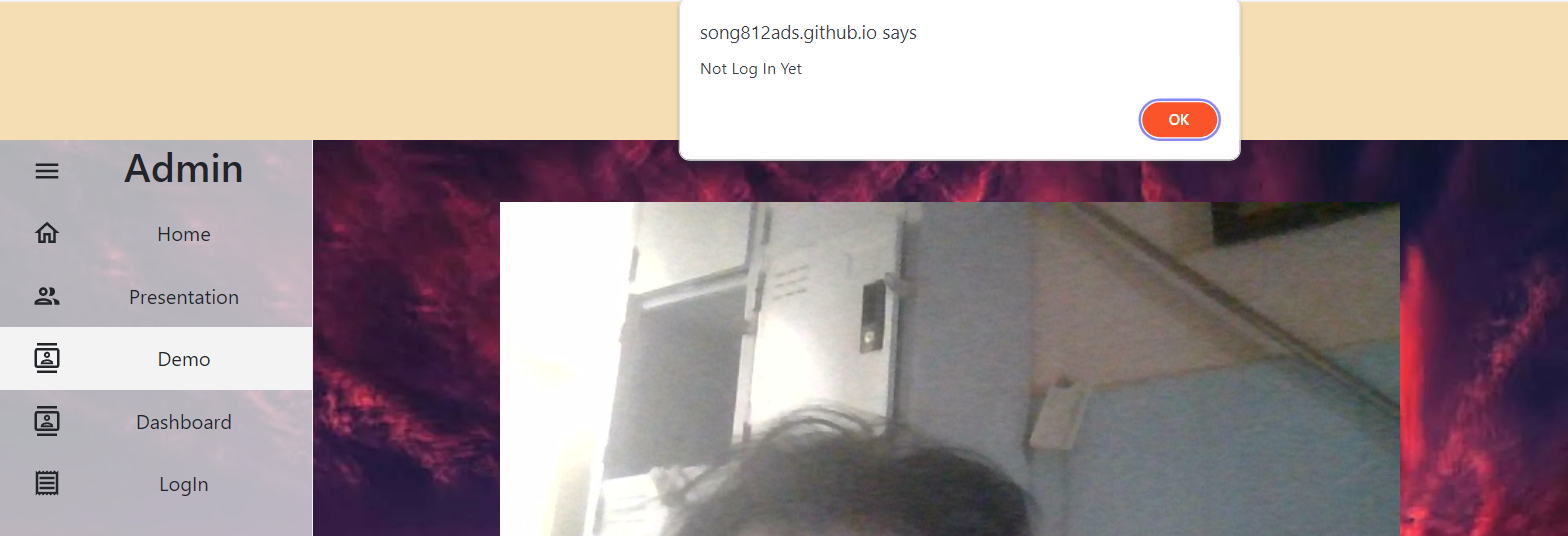 song812ads.github.io says
Not Log In Yet
OK
Admin
Home
Presentation
Demo
Dashboard
LogIn